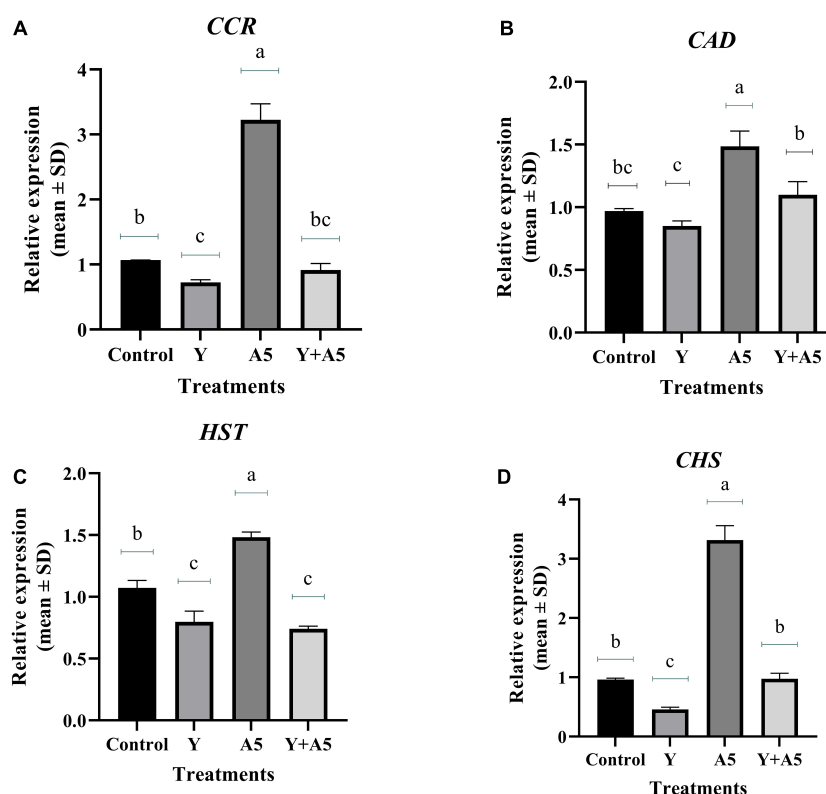 A
CCR
a
b
c
bc
4
3
2
1
0
Relative expression
(mean ± SD)
Control Y A5 Y+A5
Treatments
B
CAD
a
bc
c
b
2.0
1.5
1.0
0.5
0.0
Relative expression
(mean ± SD)
Control Y A5 Y+A5
Treatments
C
HST
a
b
c
c
2.0
1.5
1.0
0.5
0.0
Relative expression
(mean ± SD)
Control Y A5 Y+A5
Treatments
D
CHS
a
b
c
b
4
3
2
1
0
Relative expression
(mean ± SD)
Control Y A5 Y+A5
Treatments